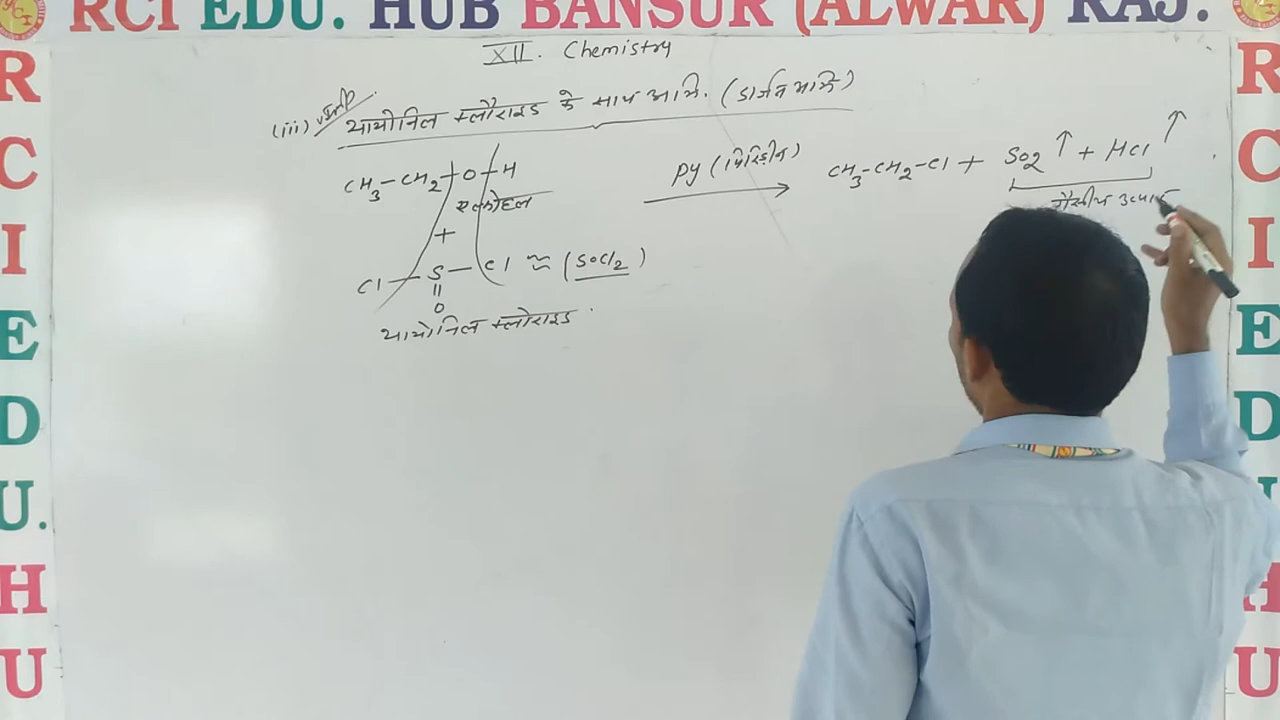 RCI EDU. HUB BANSUR (ALWAR) RAJ.
XII. Chemistry
(iii) Imp थायोनिल क्लोराइड के साथ अभि. (डार्जन अभि)
CH3-CH2-O-H
एल्कोहल
+
Cl-S-Cl ≈ (SOCl2)
||
O
थायोनिल क्लोराइड
Py (पिरिडीन)
CH3-CH2-Cl + SO2↑ + HCl↑
गैसीय उत्पाद
R
C
I
E
D
U.
H
U
R
C
I
E
D
U
H
U